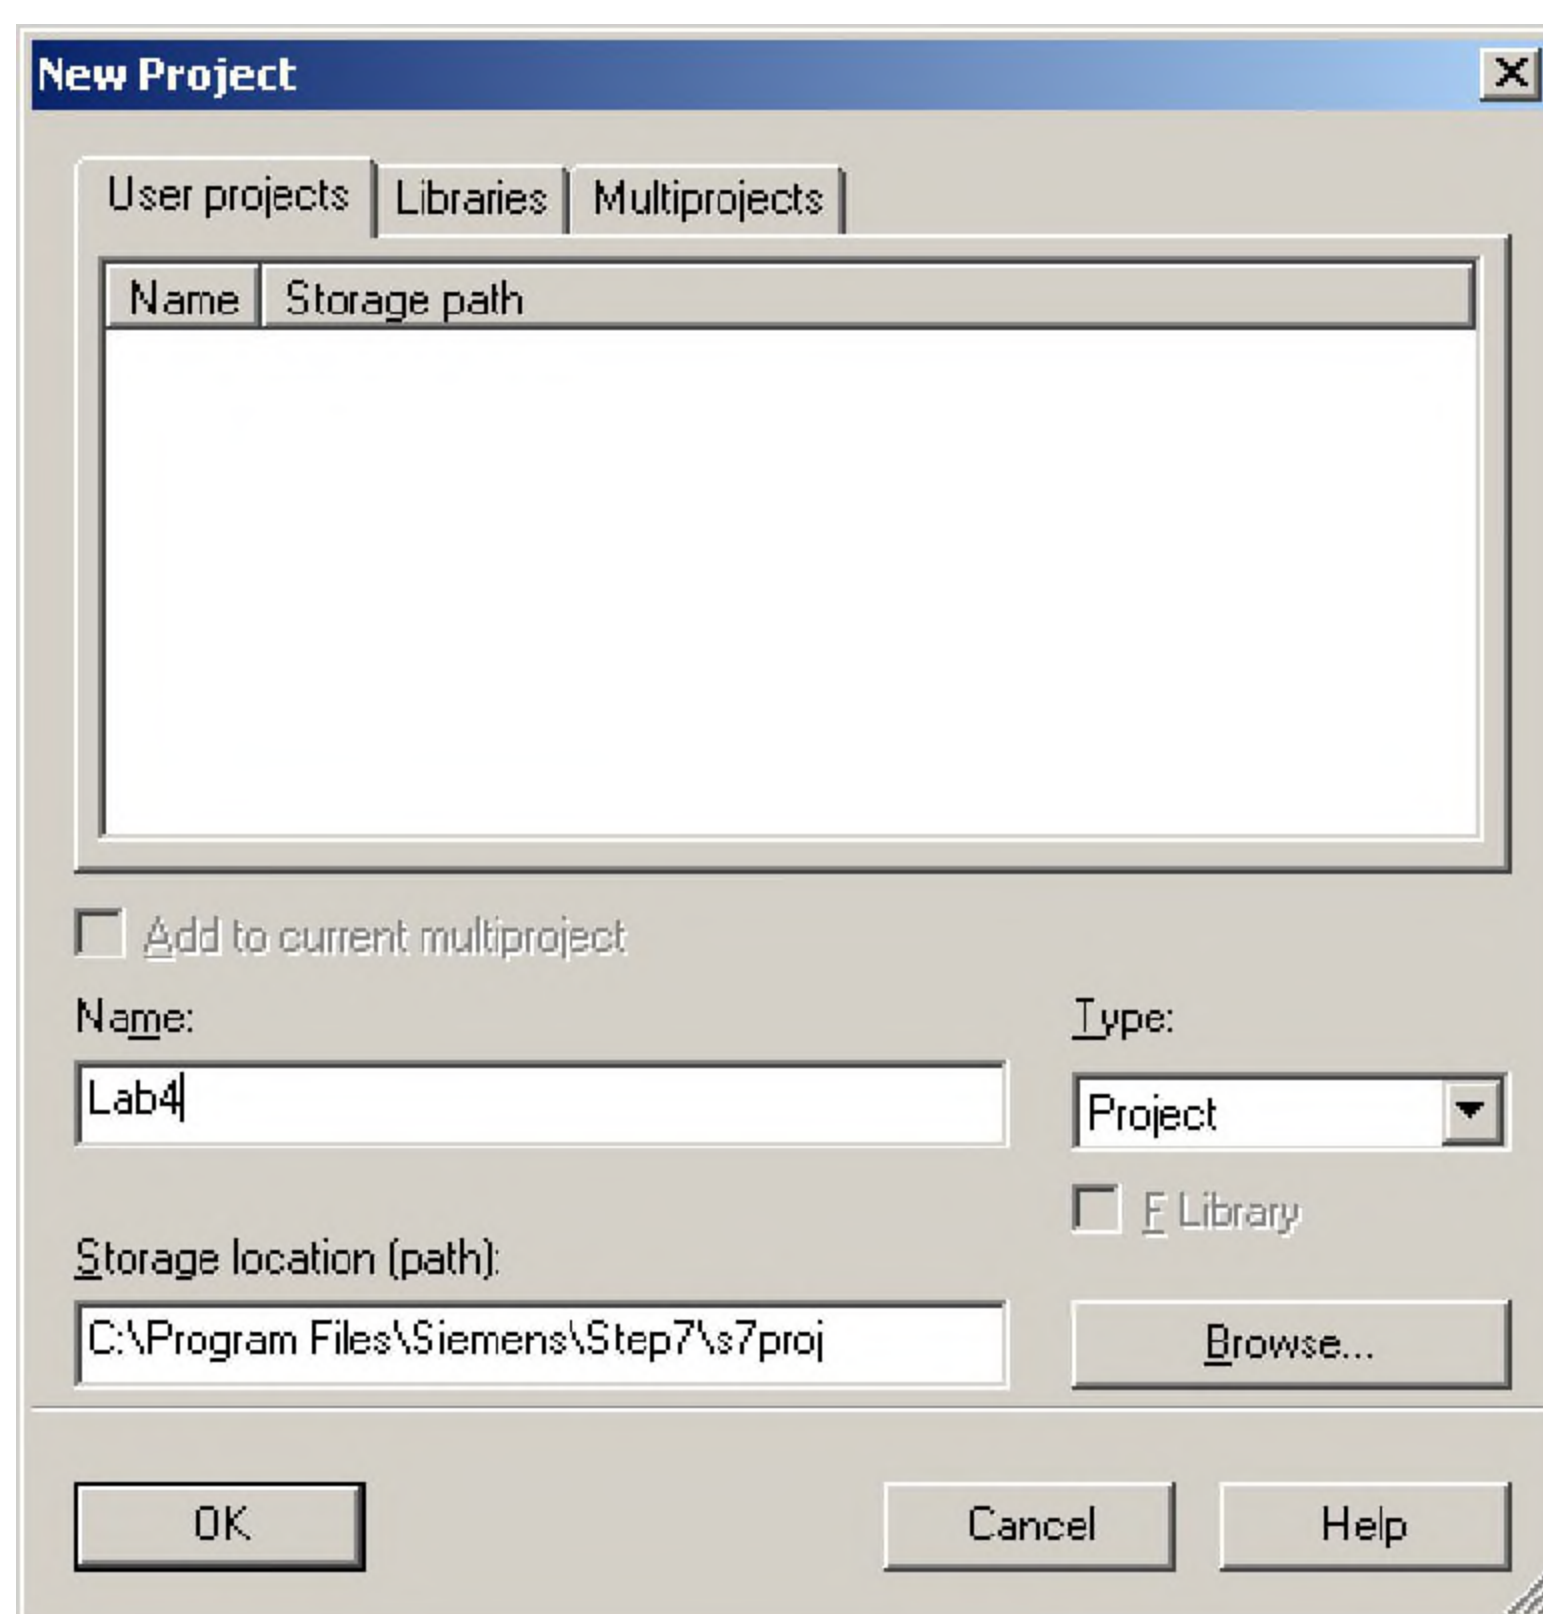 New Project
User projects Libraries Multiprojects
Name Storage path
Add to current multiproject
Name: Type:
Lab4 Project
F Library
Storage location (path):
C:\Program Files\Siemens\Step7\s7proj Browse...
OK Cancel Help